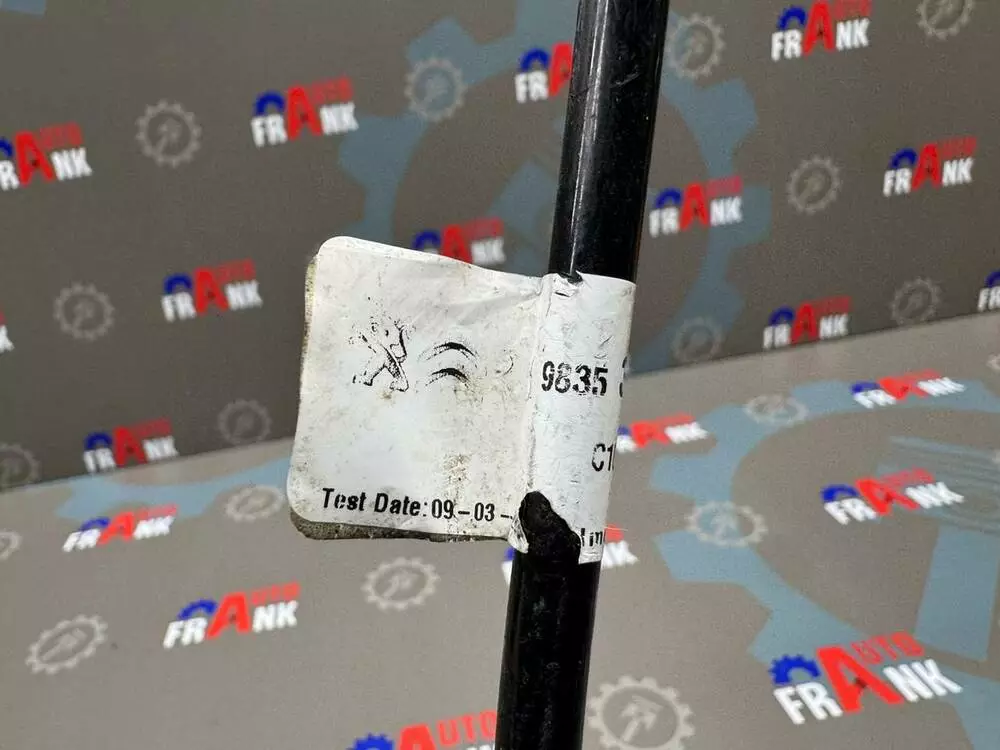 9835
C1
Test Date: 09-03-
AUTO
FRANK